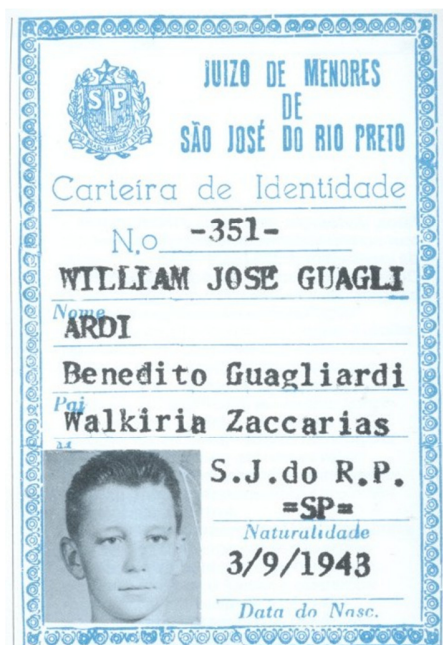 SP
JUIZO DE MENORES
DE
SÃO JOSÉ DO RIO PRETO
Carteira de Identidade
N.o -351-
WILLIAM JOSE GUAGLI
Nome
ARDI
Benedito Guagliardi
Pai
Walkiria Zaccarias
S.J.do R.P.
=SP=
Naturalidade
3/9/1943
Data do Nasc.